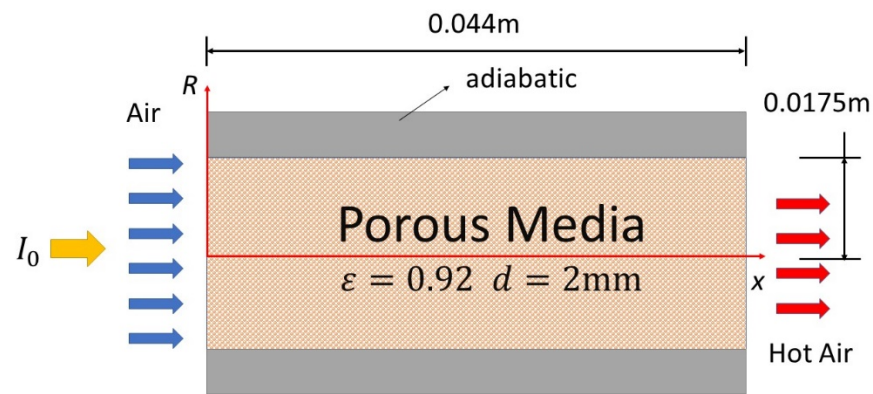 0.044m
R
adiabatic
Air
0.0175m
I₀
Porous Media
ε = 0.92 d = 2mm
x
Hot Air